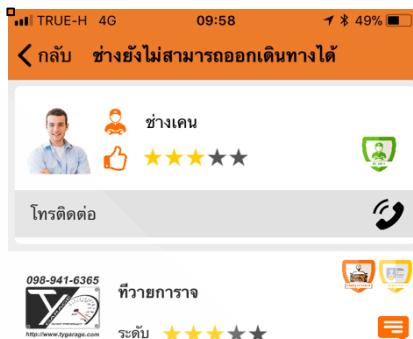 TRUE-H 4G 09:58 49%
กลับ ช่างยังไม่สามารถออกเดินทางได้
ช่างเคน
โทรติดต่อ
098-941-6365
TY
GARAGE
http://www.tygarage.com
ทีวายการาจ
ระดับ